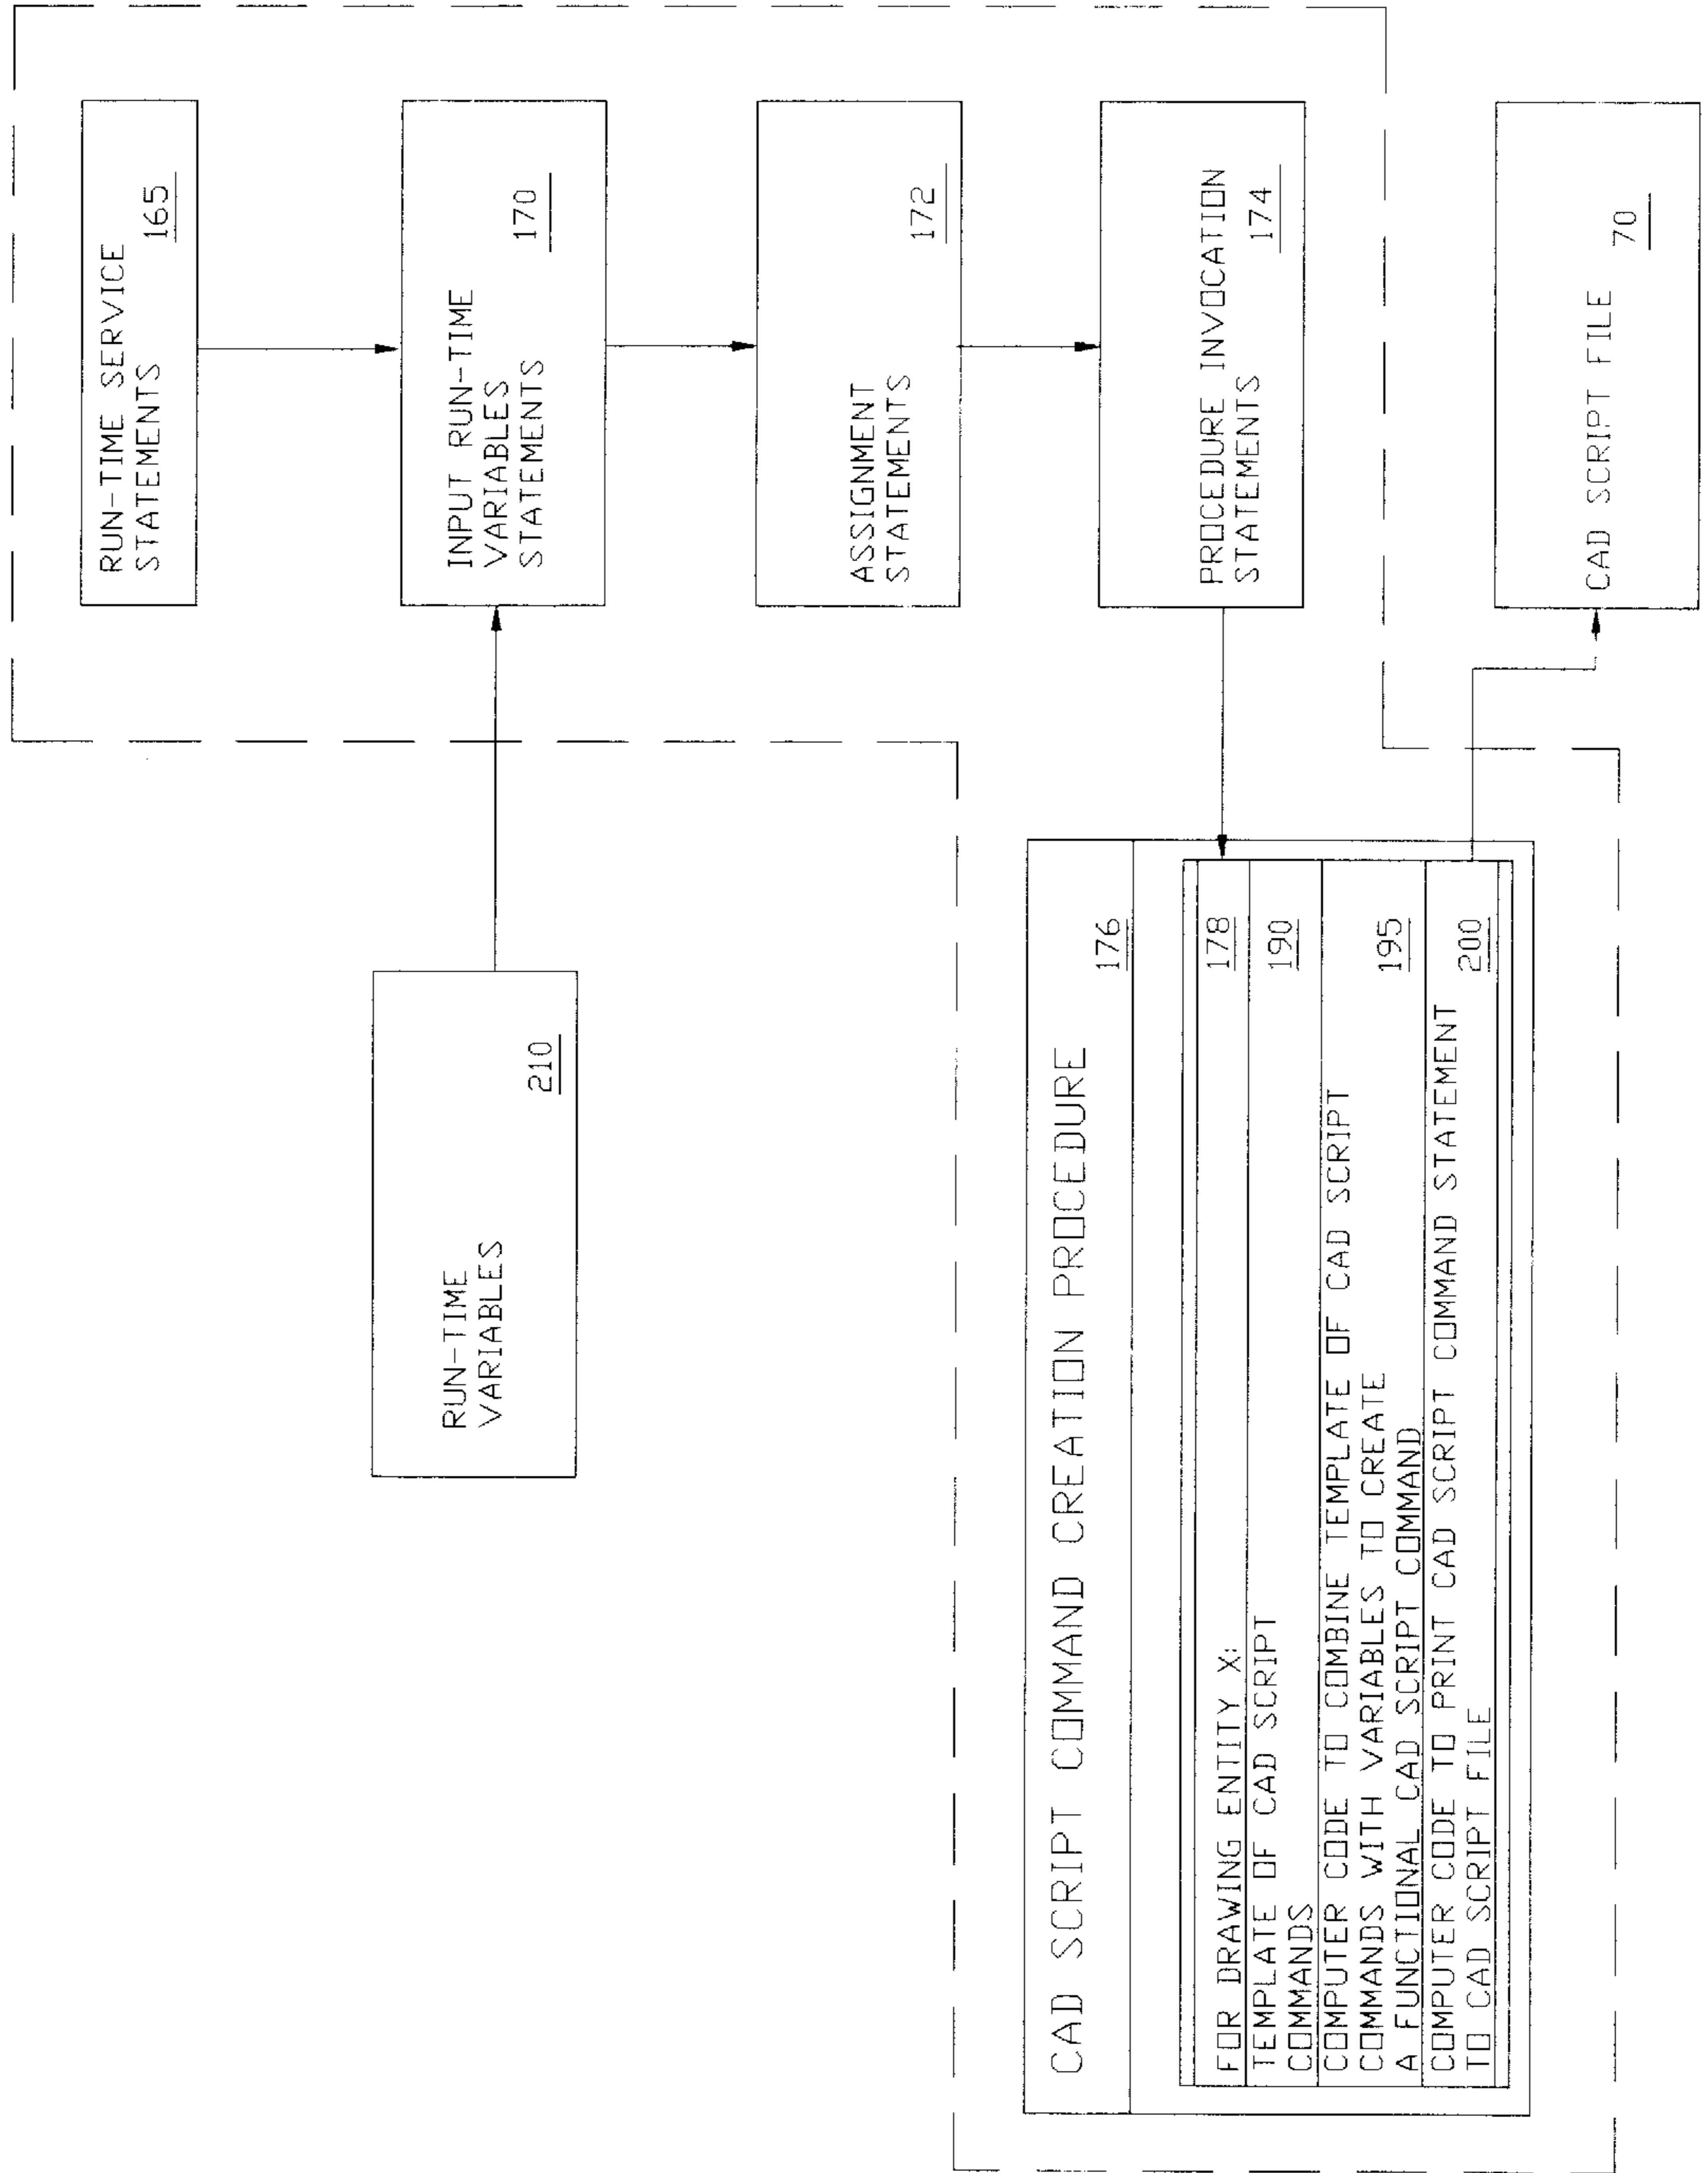 RUN-TIME SERVICE
STATEMENTS
165
RUN-TIME
VARIABLES
210
INPUT RUN-TIME
VARIABLES
STATEMENTS
170
ASSIGNMENT
STATEMENTS
172
PROCEDURE INVOCATION
STATEMENTS
174
CAD SCRIPT COMMAND CREATION PROCEDURE
176
FOR DRAWING ENTITY X:
178
TEMPLATE OF CAD SCRIPT
190
COMMANDS
COMPUTER CODE TO COMBINE TEMPLATE OF CAD SCRIPT
COMMANDS WITH VARIABLES TO CREATE
195
A FUNCTIONAL CAD SCRIPT COMMAND
COMPUTER CODE TO PRINT CAD SCRIPT COMMAND STATEMENT
200
TO CAD SCRIPT FILE
CAD SCRIPT FILE
70